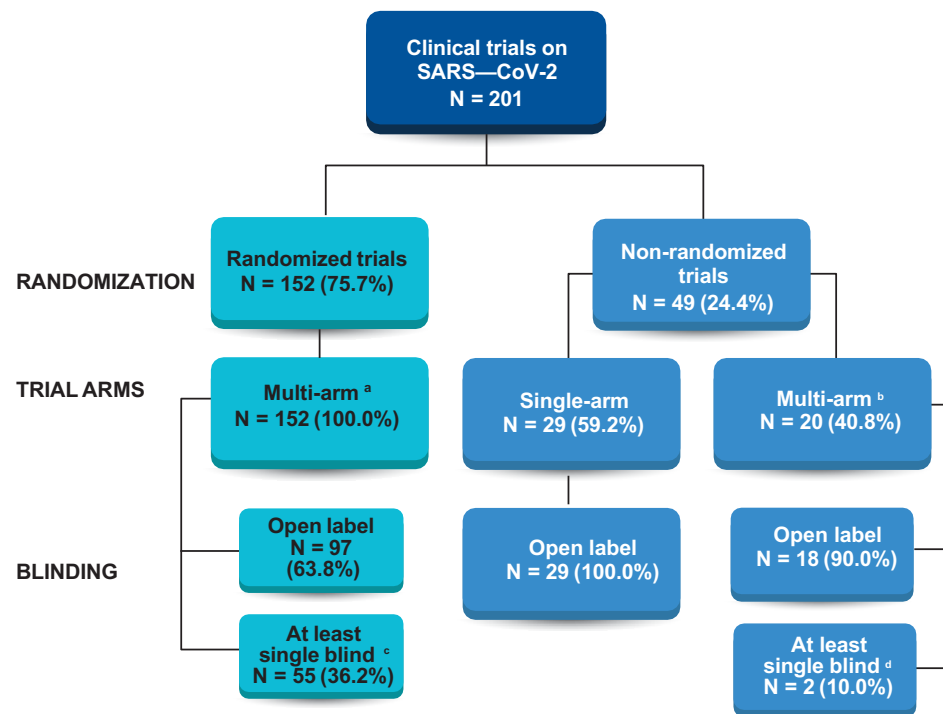 Clinical trials on
SARS—CoV-2
N = 201
RANDOMIZATION
Randomized trials
N = 152 (75.7%)
Non-randomized
trials
N = 49 (24.4%)
TRIAL ARMS
Multi-arm a
N = 152 (100.0%)
Single-arm
N = 29 (59.2%)
Multi-arm b
N = 20 (40.8%)
BLINDING
Open label
N = 97
(63.8%)
Open label
N = 29 (100.0%)
Open label
N = 18 (90.0%)
At least
single blind c
N = 55 (36.2%)
At least
single blind d
N = 2 (10.0%)